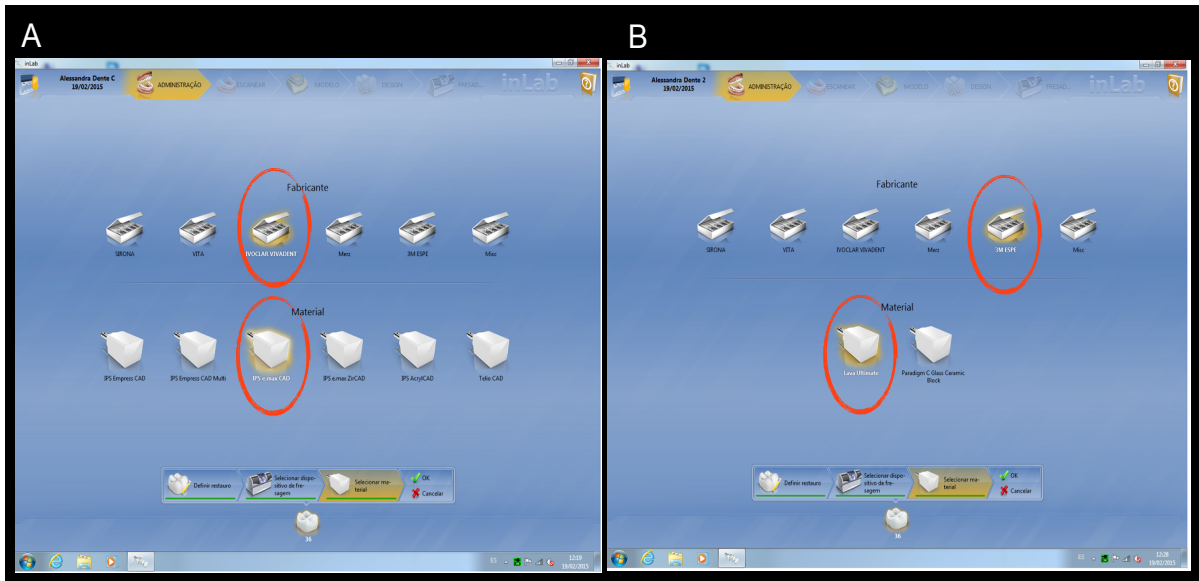 A
inLab
Alessandra Dente C
19/02/2015
ADMINISTRAÇÃO
ESCANEAR
MODELO
DESIGN
inLab
Fabricante
SIRONA
VITA
IVOCLAR VIVADENT
Merz
3M ESPE
Misc
Material
IPS Empress CAD
IPS Empress CAD Multi
IPS e.max CAD
IPS e.max ZirCAD
IPS AcrylCAD
Telio CAD
Definir restauro
Selecionar dispo-
sitivo de fre-
sagem
Selecionar ma-
terial
OK
Cancelar
36
ES
12:19
19/02/2015
B
inLab
Alessandra Dente 2
19/02/2015
ADMINISTRAÇÃO
ESCANEAR
MODELO
DESIGN
FRESAG...
inLab
Fabricante
SIRONA
VITA
IVOCLAR VIVADENT
Merz
3M ESPE
Misc
Material
Lava Ultimate
Paradigm C Glass Ceramic
Block
Definir restauro
Selecionar dispo-
sitivo de fre-
sagem
Selecionar ma-
terial
OK
Cancelar
36
ES
12:28
19/02/2015